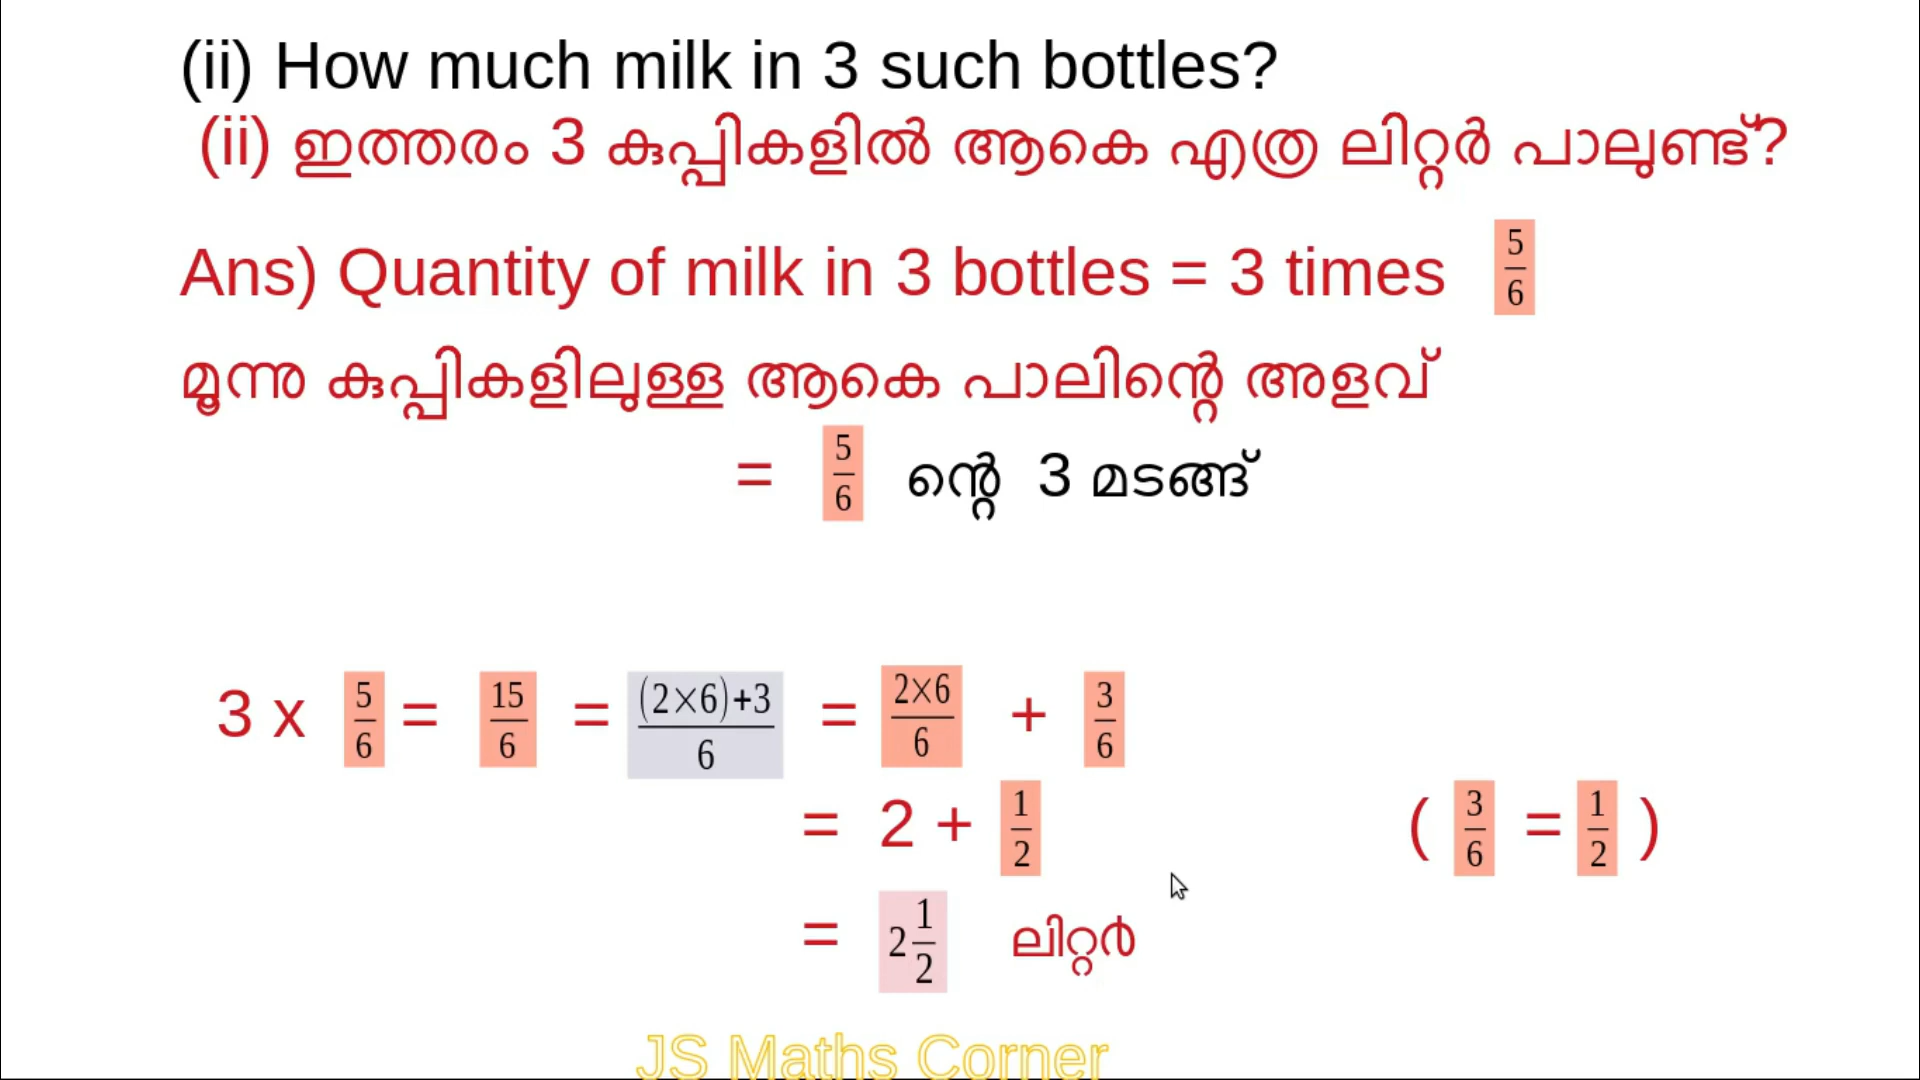 (ii) How much milk in 3 such bottles?
(ii) ഇത്തരം 3 കുപ്പികളിൽ ആകെ എത്ര ലിറ്റർ പാലുണ്ട്?
Ans) Quantity of milk in 3 bottles = 3 times 5/6
മൂന്നു കുപ്പികളിലുള്ള ആകെ പാലിന്റെ അളവ്
= 5/6 ന്റെ 3 മടങ്ങ്
3 x 5/6 = 15/6 = ((2×6)+3)/6 = (2×6)/6 + 3/6
= 2 + 1/2 ( 3/6 = 1/2 )
= 2 1/2 ലിറ്റർ
JS Maths Corner